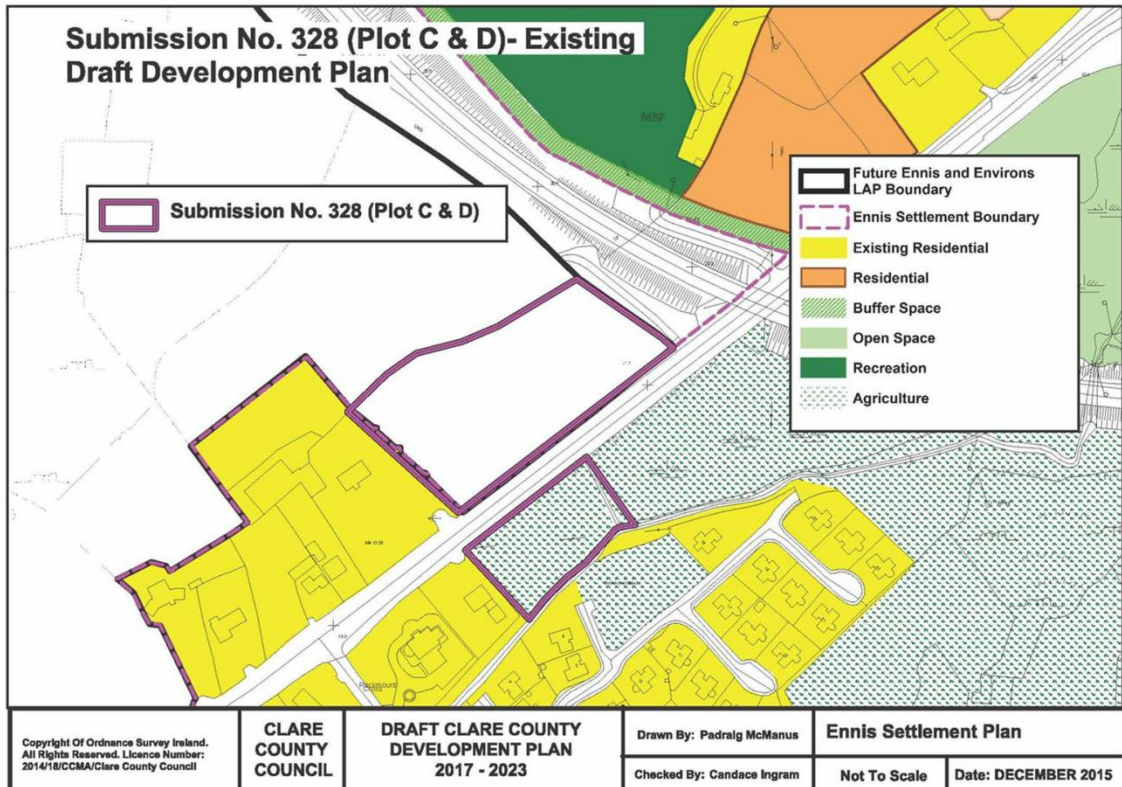 Submission No. 328 (Plot C & D)- Existing
Draft Development Plan
Submission No. 328 (Plot C & D)
Future Ennis and Environs
LAP Boundary
Ennis Settlement Boundary
Existing Residential
Residential
Buffer Space
Open Space
Recreation
Agriculture
Copyright Of Ordnance Survey Ireland.
All Rights Reserved. Licence Number:
2014/18/CCMA/Clare County Council
CLARE
COUNTY
COUNCIL
DRAFT CLARE COUNTY
DEVELOPMENT PLAN
2017 - 2023
Drawn By: Padraig McManus
Checked By: Candace Ingram
Ennis Settlement Plan
Not To Scale
Date: DECEMBER 2015